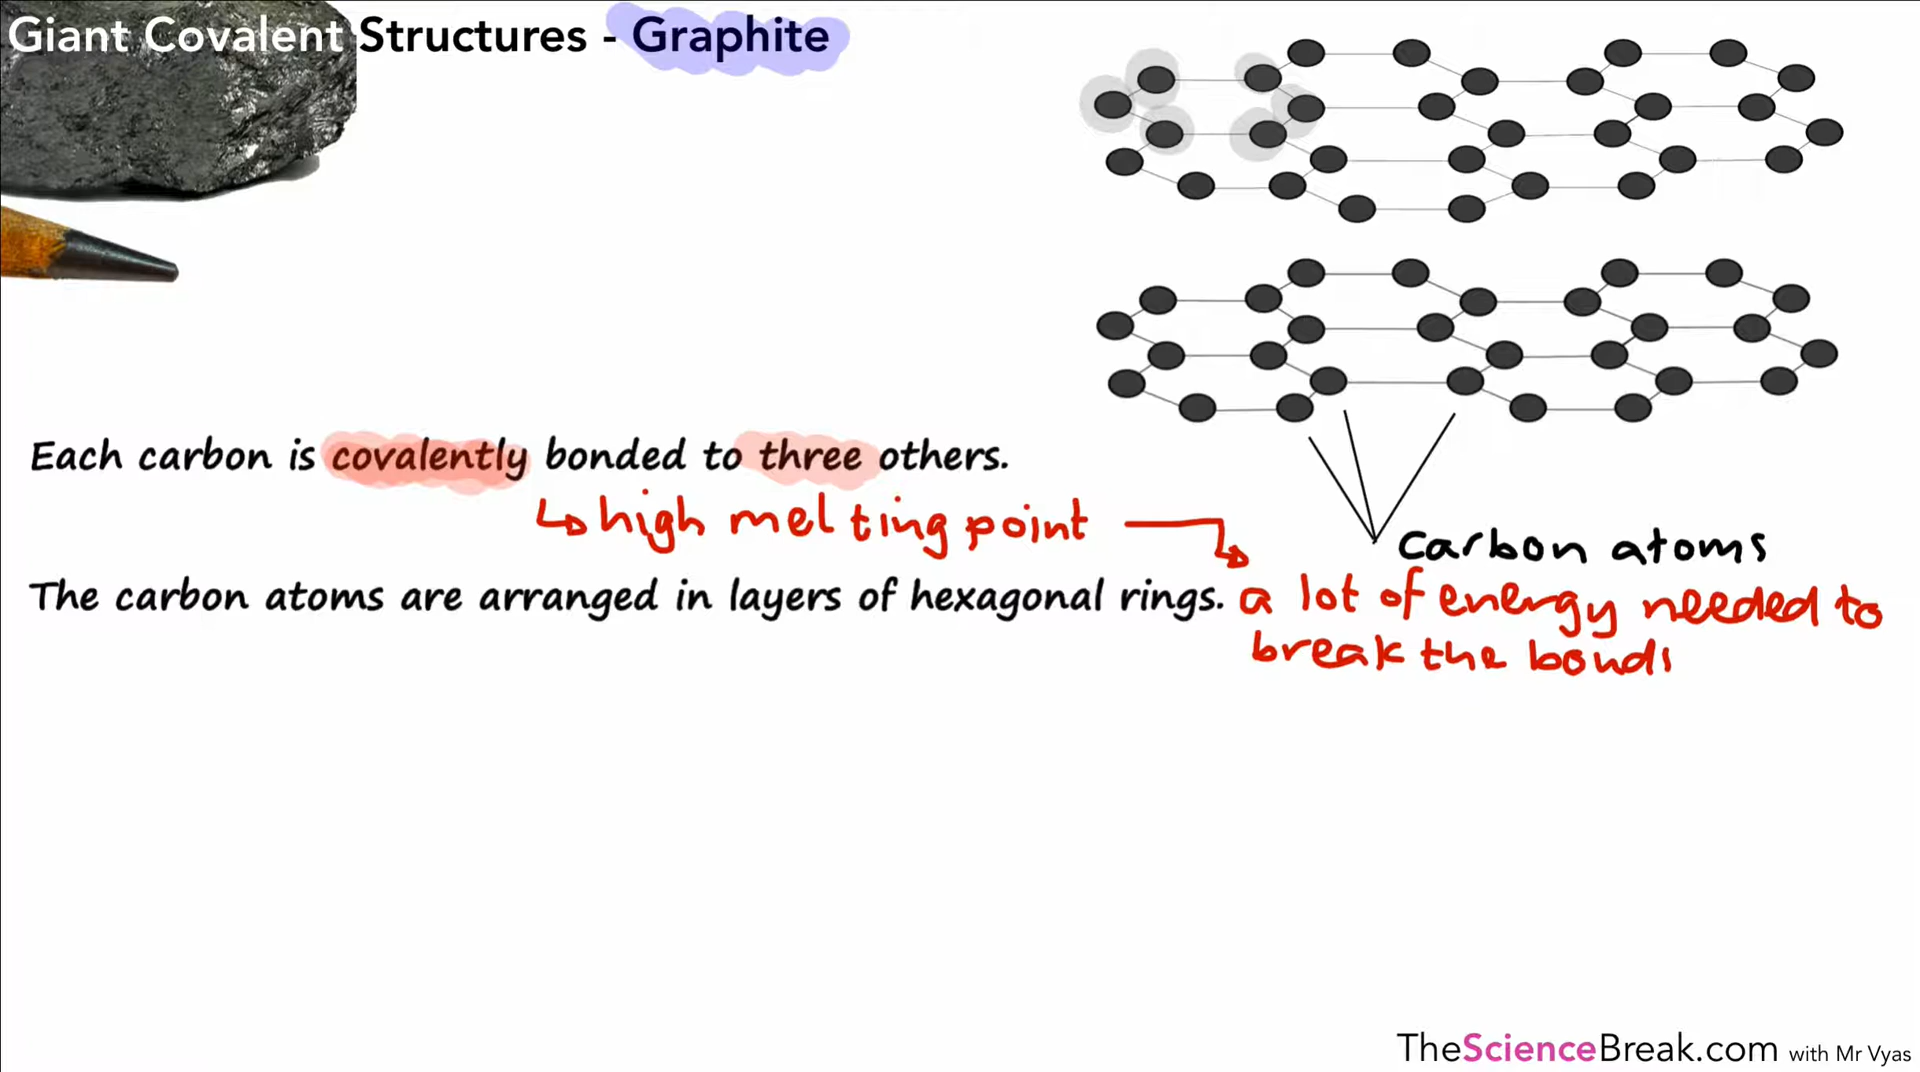 Giant Covalent Structures - Graphite
Each carbon is covalently bonded to three others.
↳ high melting point
carbon atoms
The carbon atoms are arranged in layers of hexagonal rings.
a lot of energy needed to
break the bonds
TheScienceBreak.com with Mr Vyas